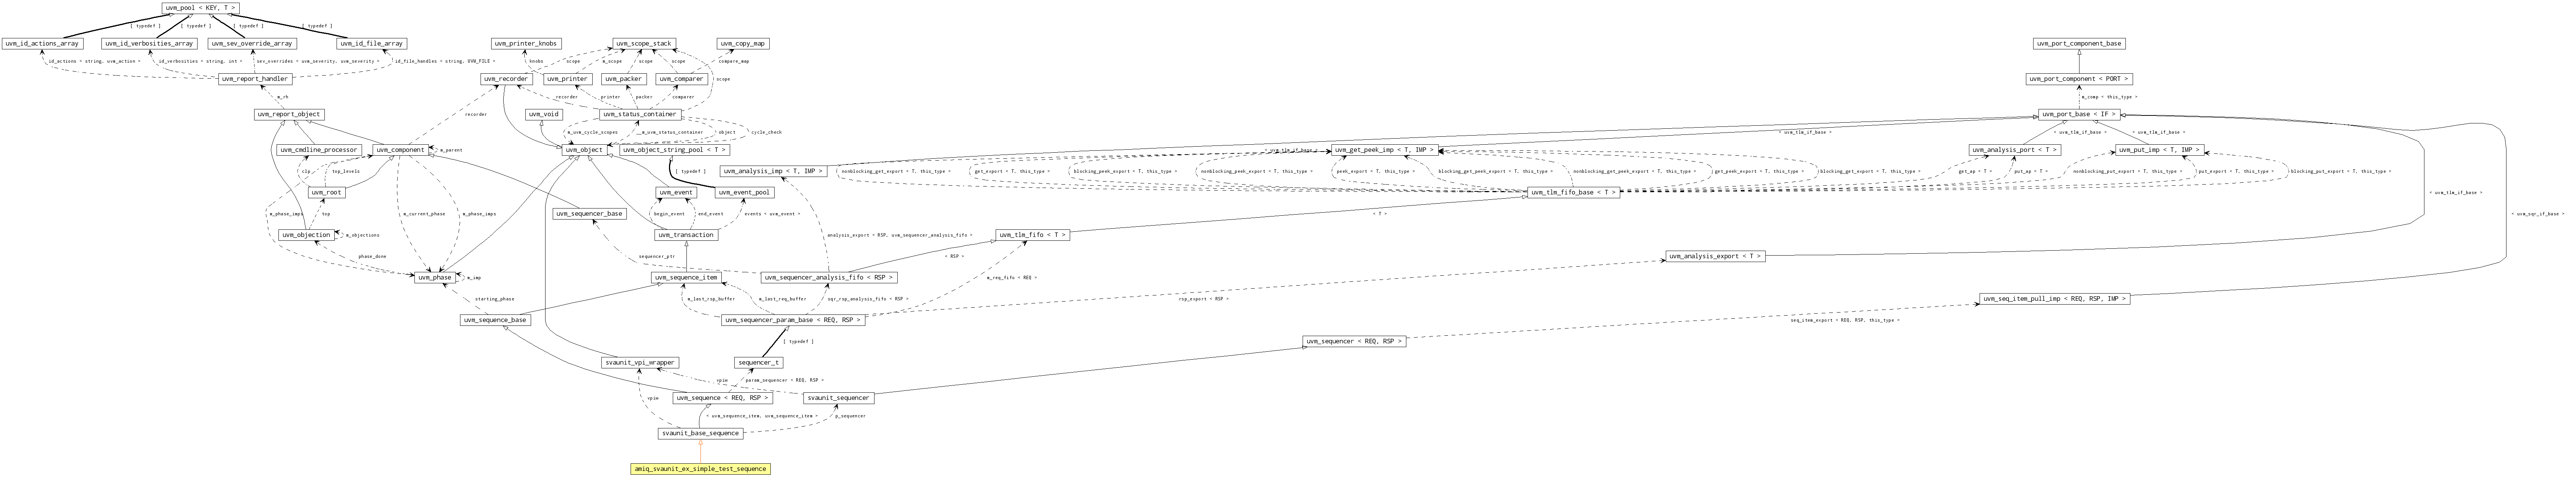 uvm_pool < KEY, T >
[ typedef ]
[ typedef ]
[ typedef ]
[ typedef ]
uvm_id_actions_array
uvm_id_verbosities_array
uvm_sev_override_array
uvm_id_file_array
uvm_printer_knobs
uvm_scope_stack
uvm_copy_map
uvm_port_component_base
id_actions < string, uvm_action >
id_verbosities < string, int >
sev_overrides < uvm_severity, uvm_severity >
id_file_handles < string, UVM_FILE >
scope
knobs
m_scope
scope
scope
compare_map
uvm_report_handler
uvm_recorder
uvm_printer
uvm_packer
uvm_comparer
scope
uvm_port_component < PORT >
m_rh
recorder
printer
packer
comparer
m_comp < this_type >
uvm_report_object
recorder
uvm_void
uvm_status_container
uvm_port_base < IF >
m_uvm_cycle_scopes
__m_uvm_status_container
object
cycle_check
< uvm_tlm_if_base >
< uvm_tlm_if_base >
< uvm_tlm_if_base >
uvm_cmdline_processor
uvm_component
m_parent
uvm_object
uvm_object_string_pool < T >
< uvm_tlm_if_base >
uvm_get_peek_imp < T, IMP >
uvm_analysis_port < T >
uvm_put_imp < T, IMP >
clp
top_levels
[ typedef ]
uvm_analysis_imp < T, IMP >
nonblocking_get_export < T, this_type >
get_export < T, this_type >
blocking_peek_export < T, this_type >
nonblocking_peek_export < T, this_type >
peek_export < T, this_type >
blocking_get_peek_export < T, this_type >
nonblocking_get_peek_export < T, this_type >
get_peek_export < T, this_type >
blocking_get_export < T, this_type >
get_ap < T >
put_ap < T >
nonblocking_put_export < T, this_type >
put_export < T, this_type >
blocking_put_export < T, this_type >
uvm_root
uvm_event
uvm_event_pool
uvm_tlm_fifo_base < T >
< uvm_tlm_if_base >
m_phase_imps
top
m_current_phase
m_phase_imps
uvm_sequencer_base
begin_event
end_event
events < uvm_event >
< T >
< uvm_sqr_if_base >
uvm_objection
m_objections
uvm_transaction
analysis_export < RSP, uvm_sequencer_analysis_fifo >
uvm_tlm_fifo < T >
phase_done
sequencer_ptr
< RSP >
uvm_analysis_export < T >
uvm_phase
m_imp
uvm_sequence_item
uvm_sequencer_analysis_fifo < RSP >
m_req_fifo < REQ >
starting_phase
m_last_rsp_buffer
m_last_req_buffer
sqr_rsp_analysis_fifo < RSP >
rsp_export < RSP >
uvm_seq_item_pull_imp < REQ, RSP, IMP >
uvm_sequence_base
uvm_sequencer_param_base < REQ, RSP >
seq_item_export < REQ, RSP, this_type >
[ typedef ]
uvm_sequencer < REQ, RSP >
svaunit_vpi_wrapper
sequencer_t
vpie
param_sequencer < REQ, RSP >
vpie
uvm_sequence < REQ, RSP >
svaunit_sequencer
< uvm_sequence_item, uvm_sequence_item >
p_sequencer
svaunit_base_sequence
amiq_svaunit_ex_simple_test_sequence